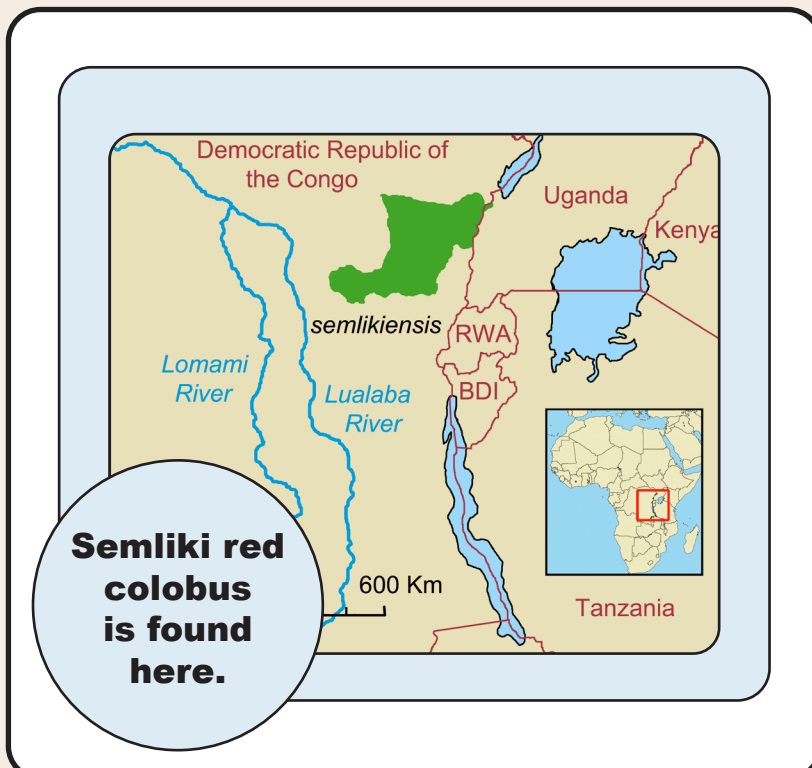 Democratic Republic of
the Congo
Uganda
Kenya
semlikiensis
RWA
Lomami
River
BDI
Lualaba
River
600 Km
Tanzania
Semliki red
colobus
is found
here.